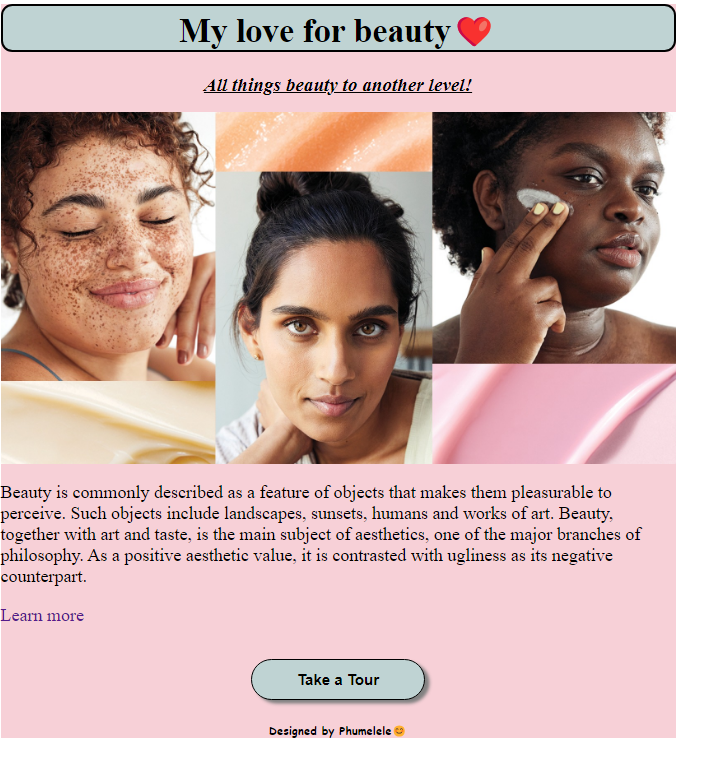 My love for beauty ❤️
All things beauty to another level!
Beauty is commonly described as a feature of objects that makes them pleasurable to
perceive. Such objects include landscapes, sunsets, humans and works of art. Beauty,
together with art and taste, is the main subject of aesthetics, one of the major branches of
philosophy. As a positive aesthetic value, it is contrasted with ugliness as its negative
counterpart.
Learn more
Take a Tour
Designed by Phumelele😊